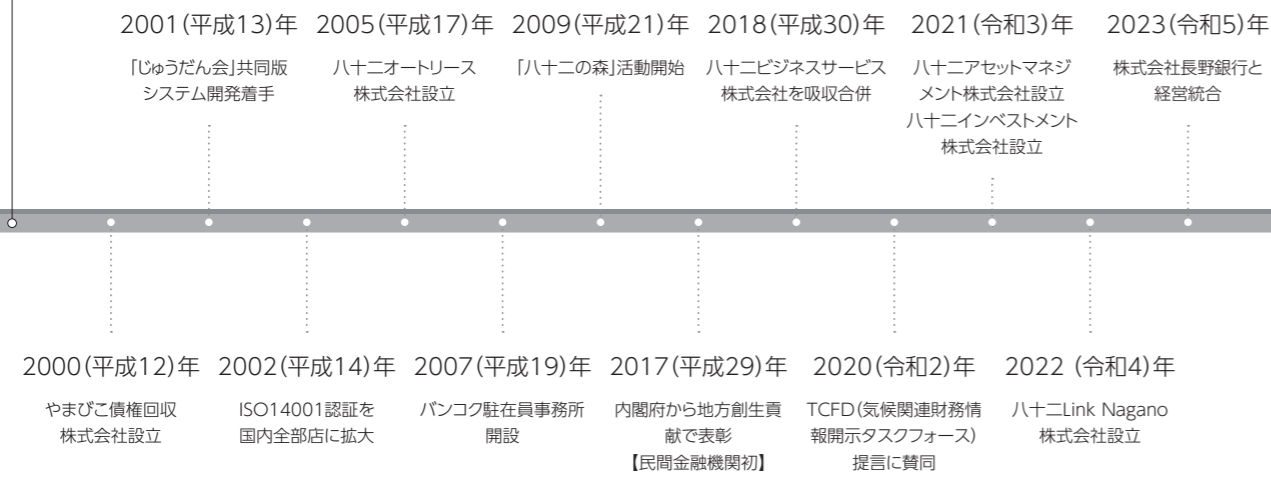 2001(平成13)年
「じゅうだん会」共同版
システム開発着手
2005(平成17)年
八十二オートリース
株式会社設立
2009(平成21)年
「八十二の森」活動開始
2018(平成30)年
八十二ビジネスサービス
株式会社を吸収合併
2021(令和3)年
八十二アセットマネジ
メント株式会社設立
八十二インベストメント
株式会社設立
2023(令和5)年
株式会社長野銀行と
経営統合
2000(平成12)年
やまびこ債権回収
株式会社設立
2002(平成14)年
ISO14001認証を
国内全部店に拡大
2007(平成19)年
バンコク駐在員事務所
開設
2017(平成29)年
内閣府から地方創生貢
献で表彰
【民間金融機関初】
2020(令和2)年
TCFD(気候関連財務情
報開示タスクフォース)
提言に賛同
2022 (令和4)年
八十二Link Nagano
株式会社設立